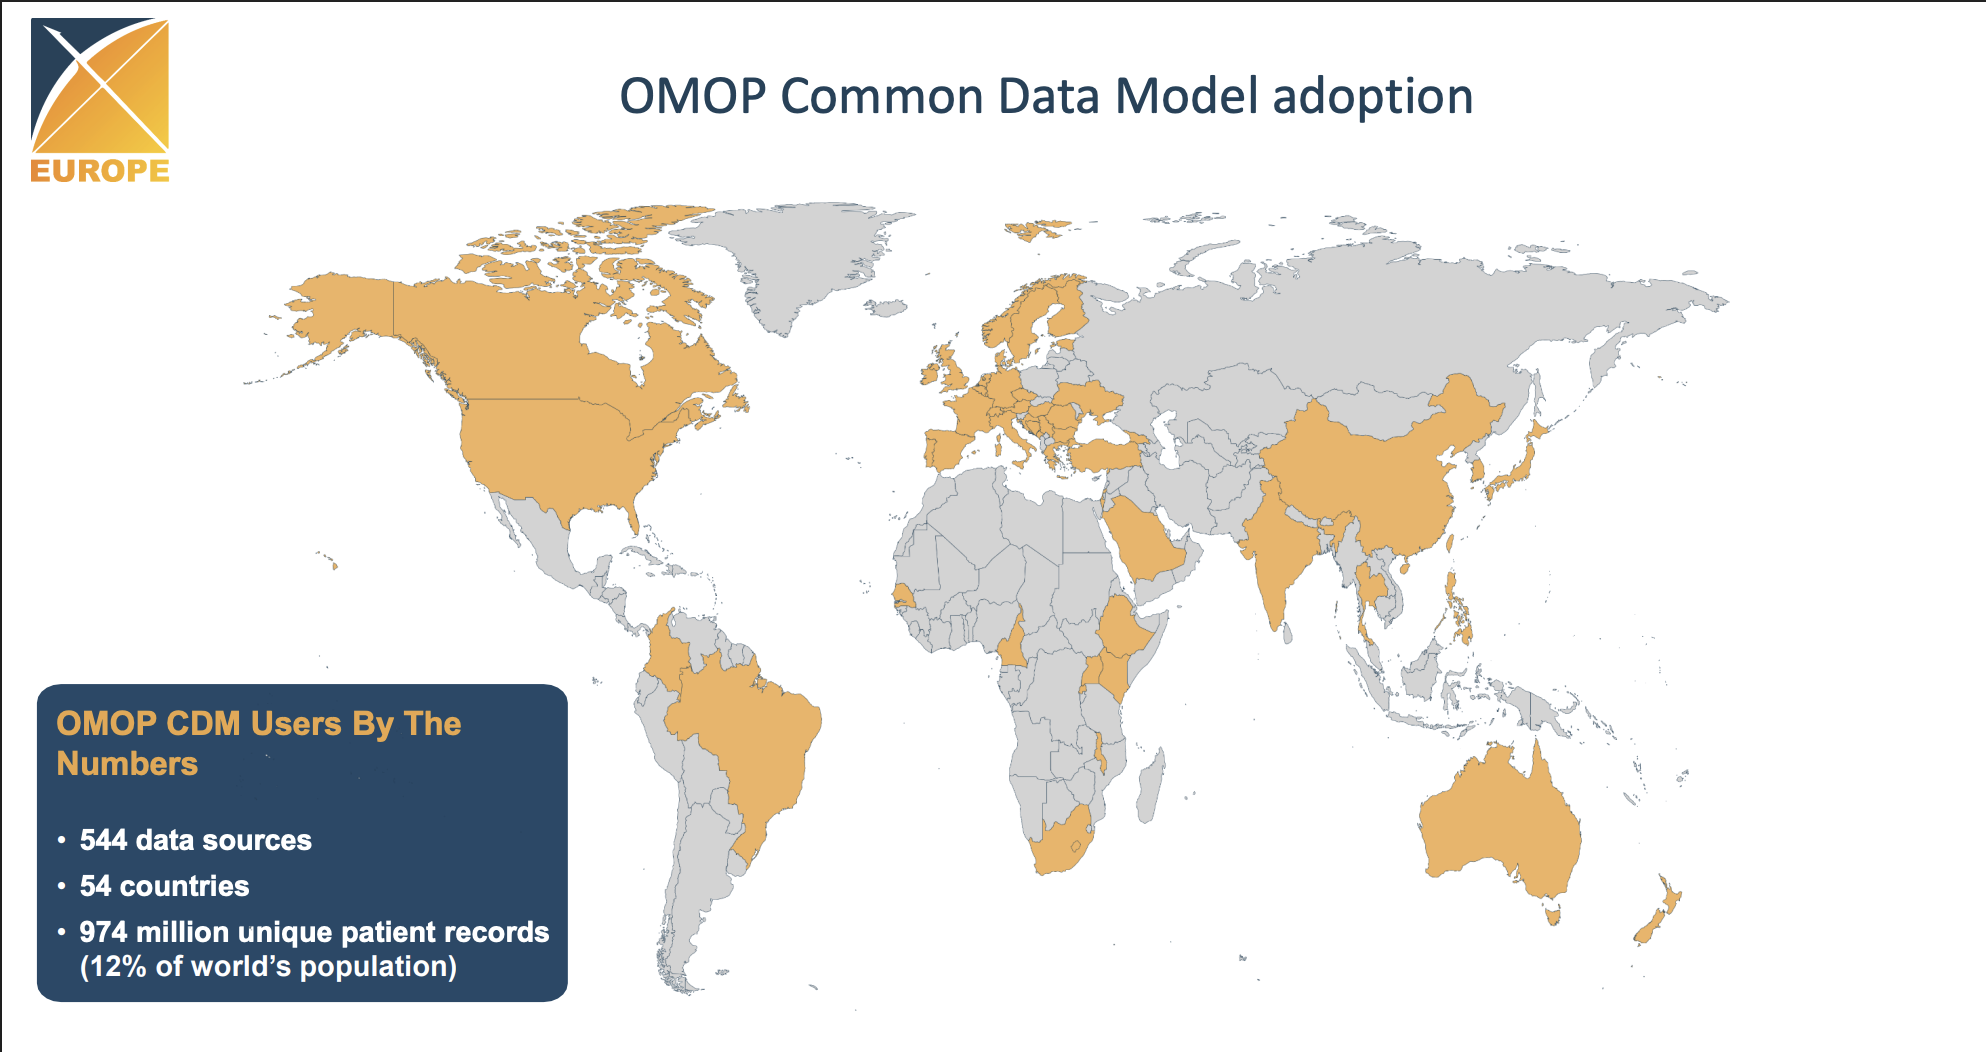 EUROPE
OMOP Common Data Model adoption
OMOP CDM Users By The
Numbers
• 544 data sources
• 54 countries
• 974 million unique patient records
(12% of world’s population)